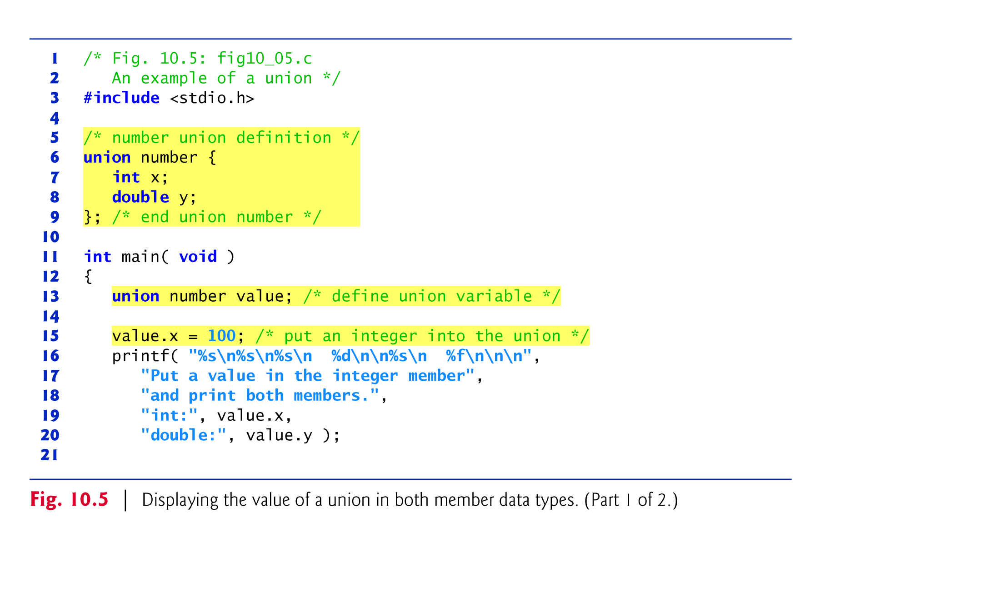 1 /* Fig. 10.5: fig10_05.c
2    An example of a union */
3 #include <stdio.h>
4
5 /* number union definition */
6 union number {
7    int x;
8    double y;
9 }; /* end union number */
10
11 int main( void )
12 {
13    union number value; /* define union variable */
14
15    value.x = 100; /* put an integer into the union */
16    printf( "%s\n%s\n%s\n  %d\n\n%s\n  %f\n\n\n",
17       "Put a value in the integer member",
18       "and print both members.",
19       "int:", value.x,
20       "double:", value.y );
21
Fig. 10.5 | Displaying the value of a union in both member data types. (Part 1 of 2.)